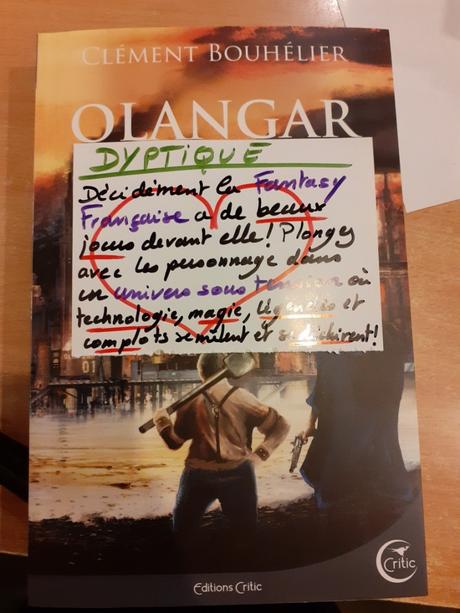 CLÉMENT BOUHÉLIER
OLANGAR
DYPTIQUE
Décidément la Fantasy
Française a de beaux
jours devant elle! Plongez
avec les personnage dans
un univers sous tension où
technologie, magie, légendes et
complots se mêlent et se déchirent!
Critic
Editions Critic